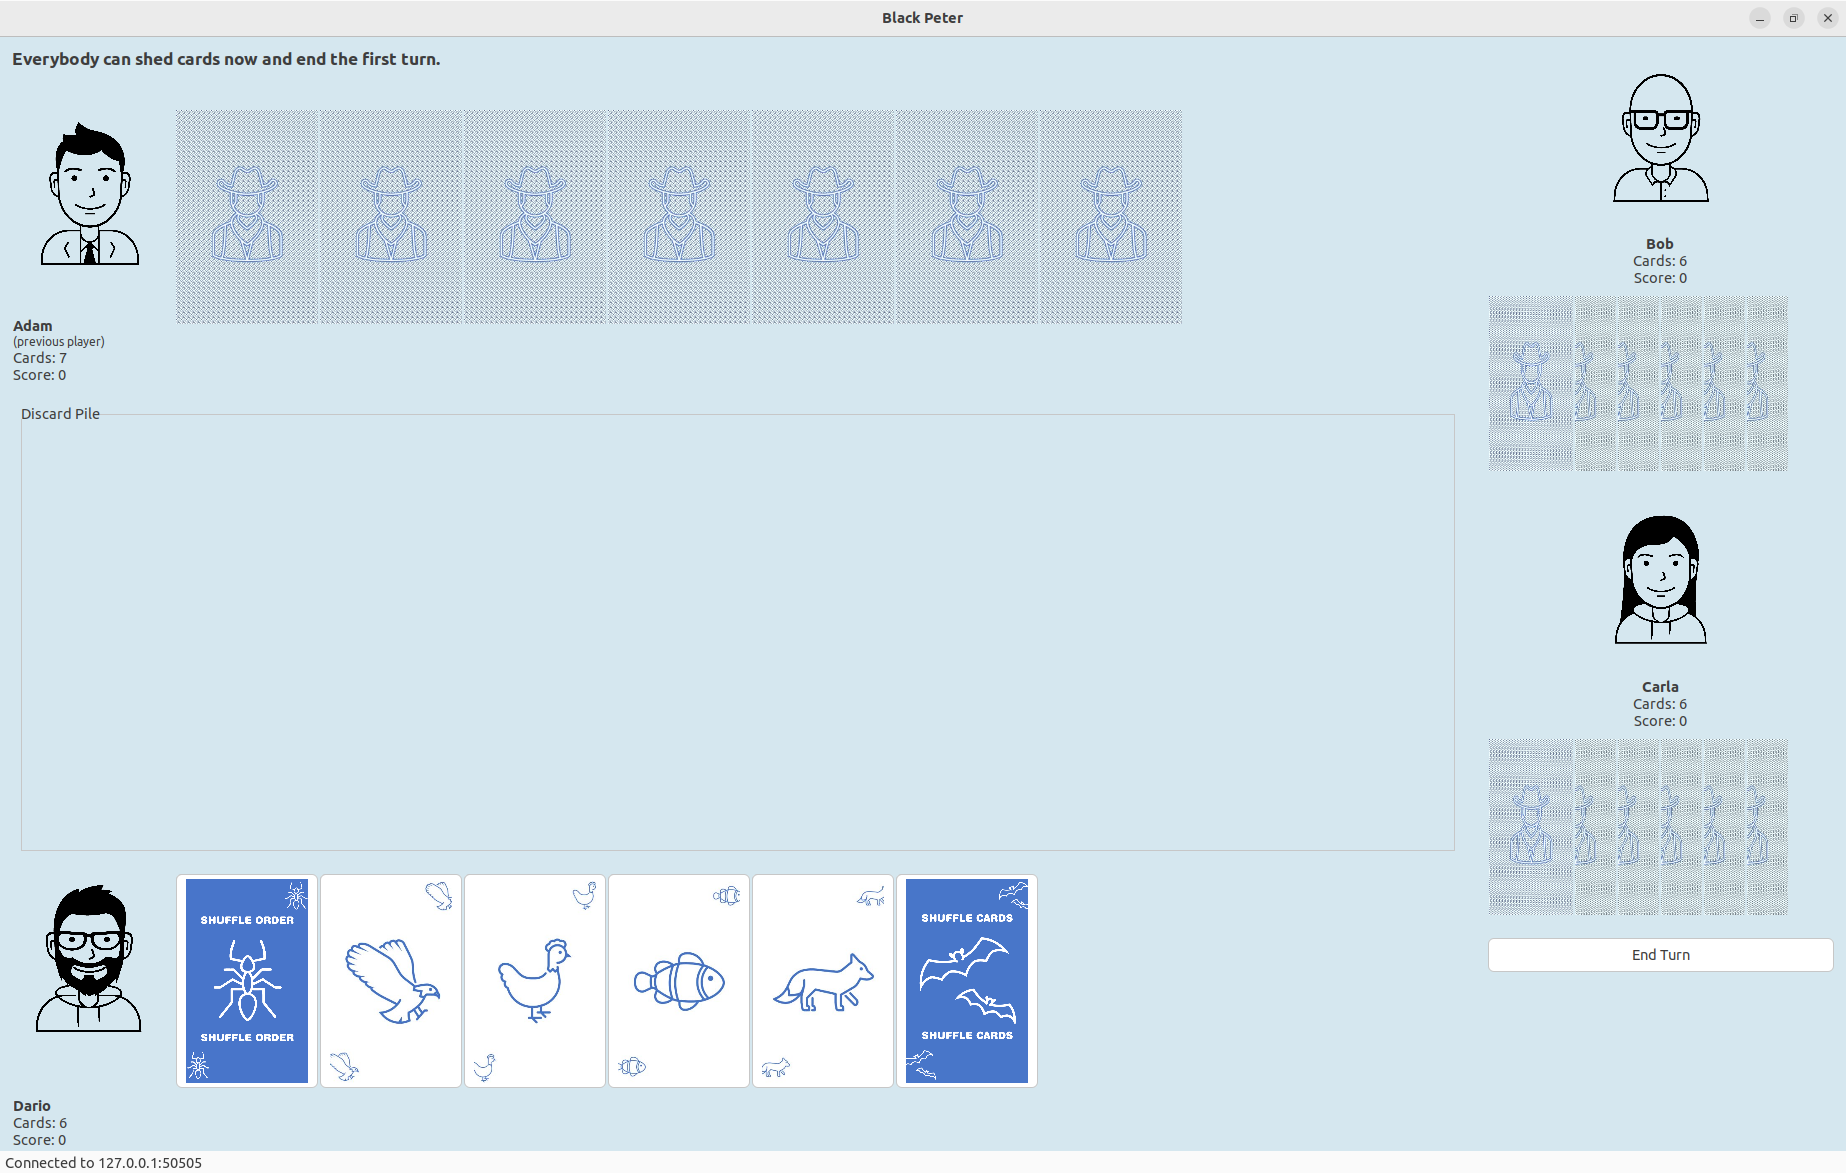 Black Peter
Everybody can shed cards now and end the first turn.
Adam
(previous player)
Cards: 7
Score: 0
Bob
Cards: 6
Score: 0
Discard Pile
Carla
Cards: 6
Score: 0
SHUFFLE ORDER
SHUFFLE ORDER
SHUFFLE CARDS
SHUFFLE CARDS
End Turn
Dario
Cards: 6
Score: 0
Connected to 127.0.0.1:50505